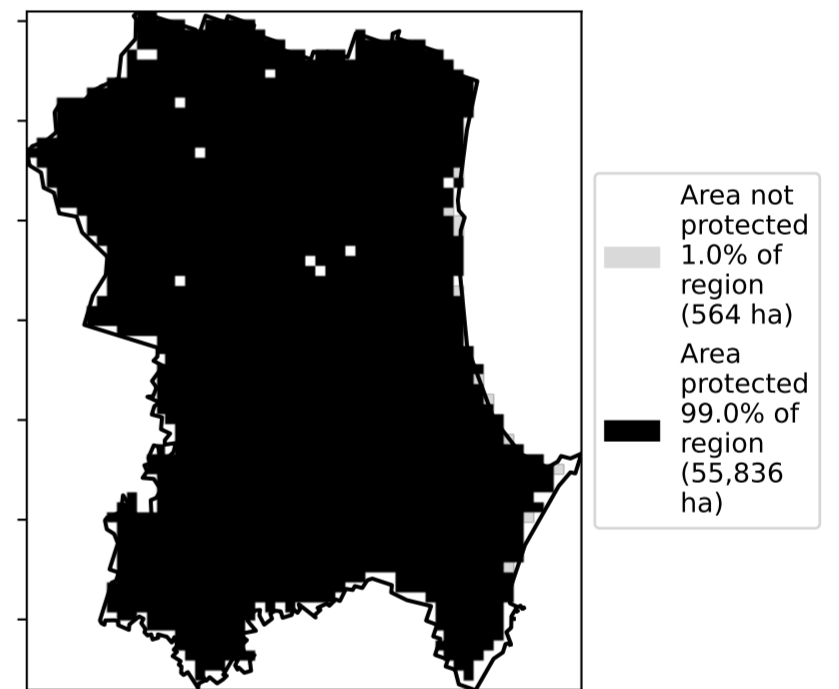 Area not
protected
1.0% of
region
(564 ha)
Area
protected
99.0% of
region
(55,836
ha)